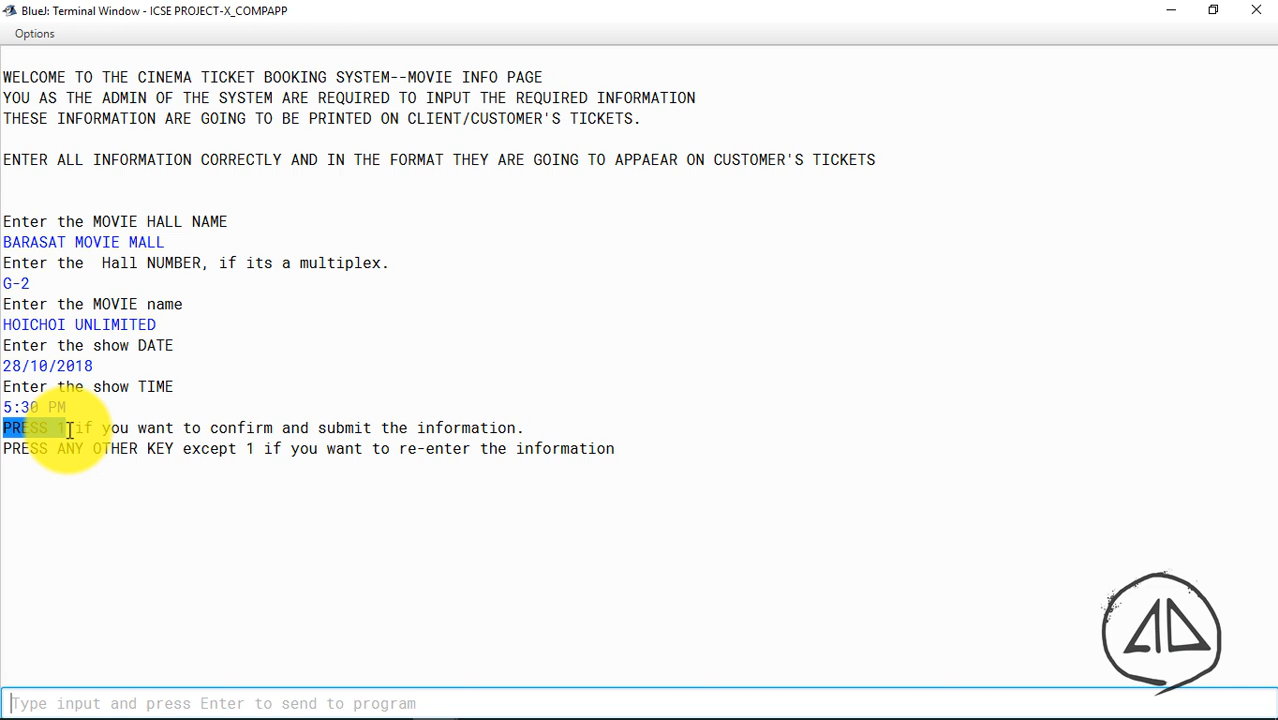 BlueJ: Terminal Window - ICSE PROJECT-X_COMPAPP
Options
WELCOME TO THE CINEMA TICKET BOOKING SYSTEM--MOVIE INFO PAGE
YOU AS THE ADMIN OF THE SYSTEM ARE REQUIRED TO INPUT THE REQUIRED INFORMATION
THESE INFORMATION ARE GOING TO BE PRINTED ON CLIENT/CUSTOMER'S TICKETS.
ENTER ALL INFORMATION CORRECTLY AND IN THE FORMAT THEY ARE GOING TO APPAEAR ON CUSTOMER'S TICKETS
Enter the MOVIE HALL NAME
BARASAT MOVIE MALL
Enter the  Hall NUMBER, if its a multiplex.
G-2
Enter the MOVIE name
HOICHOI UNLIMITED
Enter the show DATE
28/10/2018
Enter the show TIME
5:30 PM
PRESS 1 if you want to confirm and submit the information.
PRESS ANY OTHER KEY except 1 if you want to re-enter the information
Type input and press Enter to send to program